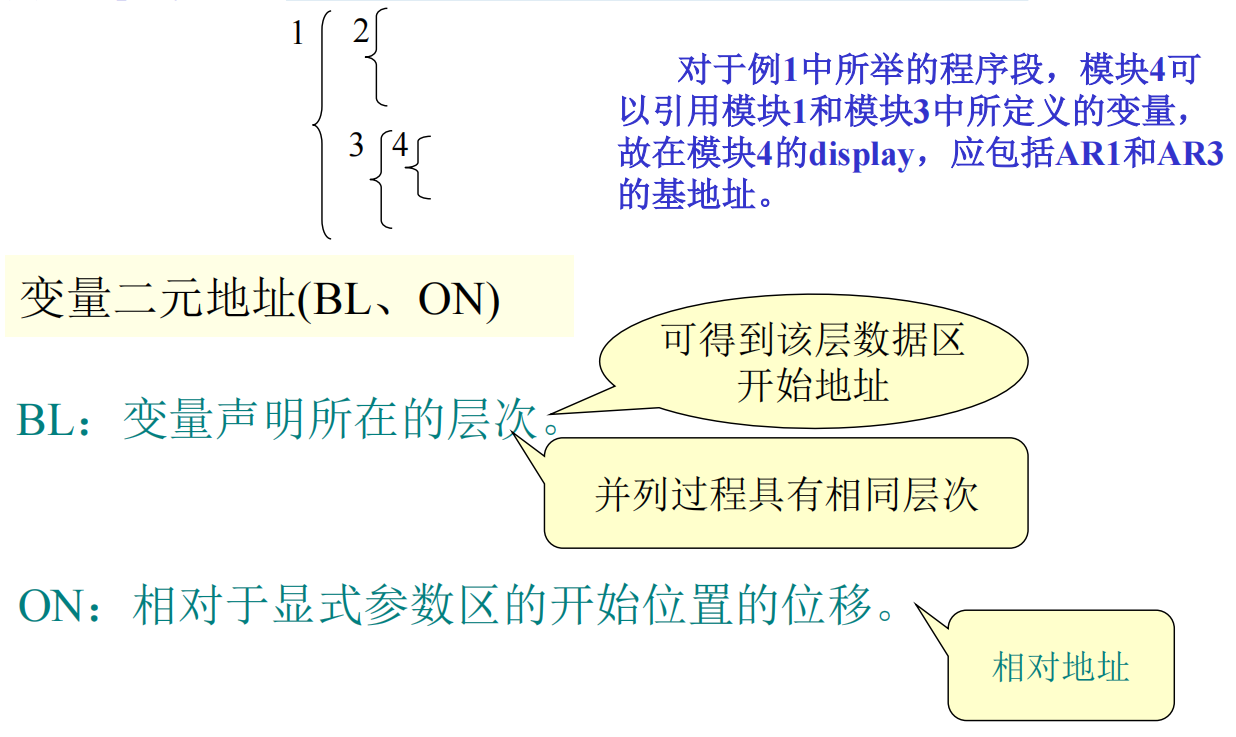 1
2
3
4
对于例1中所举的程序段，模块4可
以引用模块1和模块3中所定义的变量，
故在模块4的display，应包括AR1和AR3
的基地址。
变量二元地址(BL、ON)
可得到该层数据区
开始地址
BL：变量声明所在的层次。
并列过程具有相同层次
ON：相对于显式参数区的开始位置的位移。
相对地址